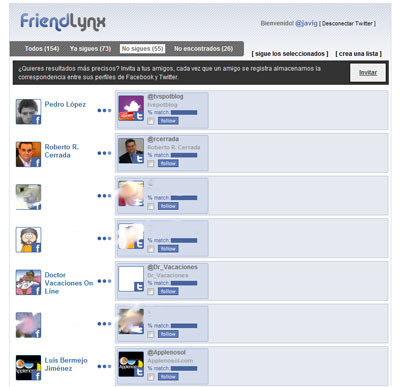 FriendLynx
Bienvenido! @javig [ Desconectar Twitter ]
Todos (154) Ya sigues (73) No sigues (55) No encontrados (26)
[ sigue los seleccionados ] [ crea una lista ]
¿Quieres resultados más precisos? Invita a tus amigos, cada vez que un amigo se registra almacenamos la
correspondencia entre sus perfiles de Facebook y Twitter.
Invitar
Pedro López
@tvspotblog
tvspotblog
% match
follow
Roberto R.
Cerrada
@rcerrada
Roberto R. Cerrada
% match
follow
% match
follow
% match
follow
Doctor
Vacaciones On
Line
@Dr_Vacaciones
Dr_Vacaciones
% match
follow
% match
follow
Luis Bermejo
Jiménez
@Applenosol
Applenosol.com
% match
follow